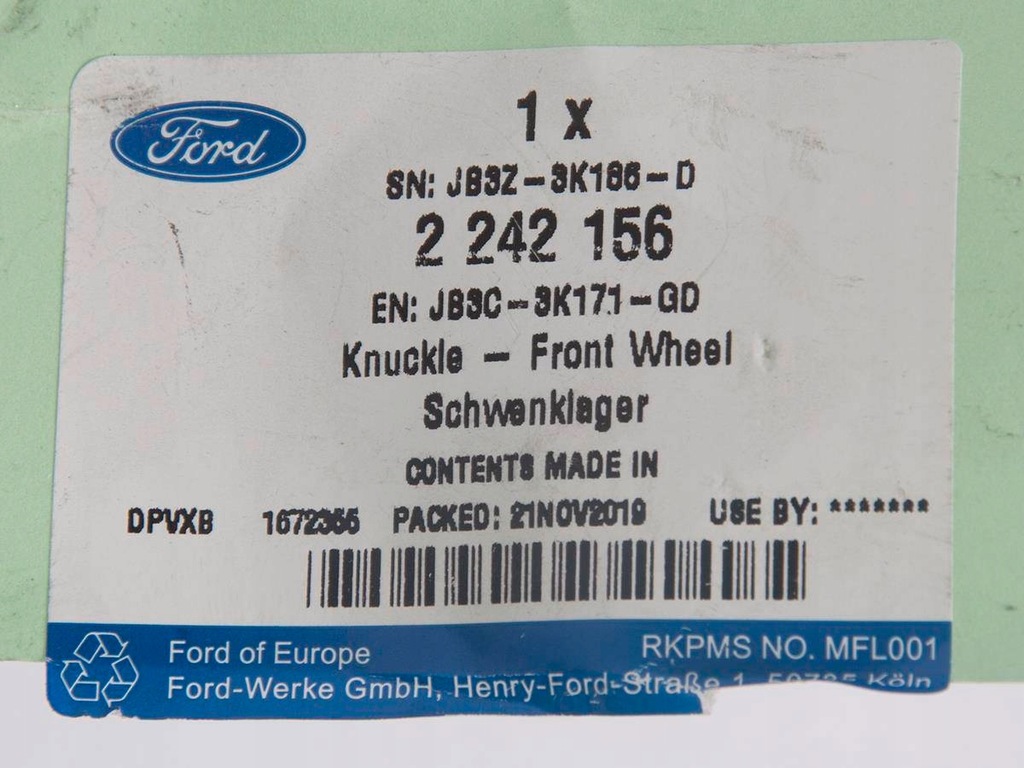 Ford
1 x
SN: JB3Z-3K186-D
2 242 156
EN: JB3C-3K171-GD
Knuckle - Front Wheel
Schwenklager
CONTENTS MADE IN
DPVXB 1672355 PACKED: 21NOV2019 USE BY: *******
Ford of Europe RKPMS NO. MFL001
Ford-Werke GmbH, Henry-Ford-Straße 1, 50735 Köln